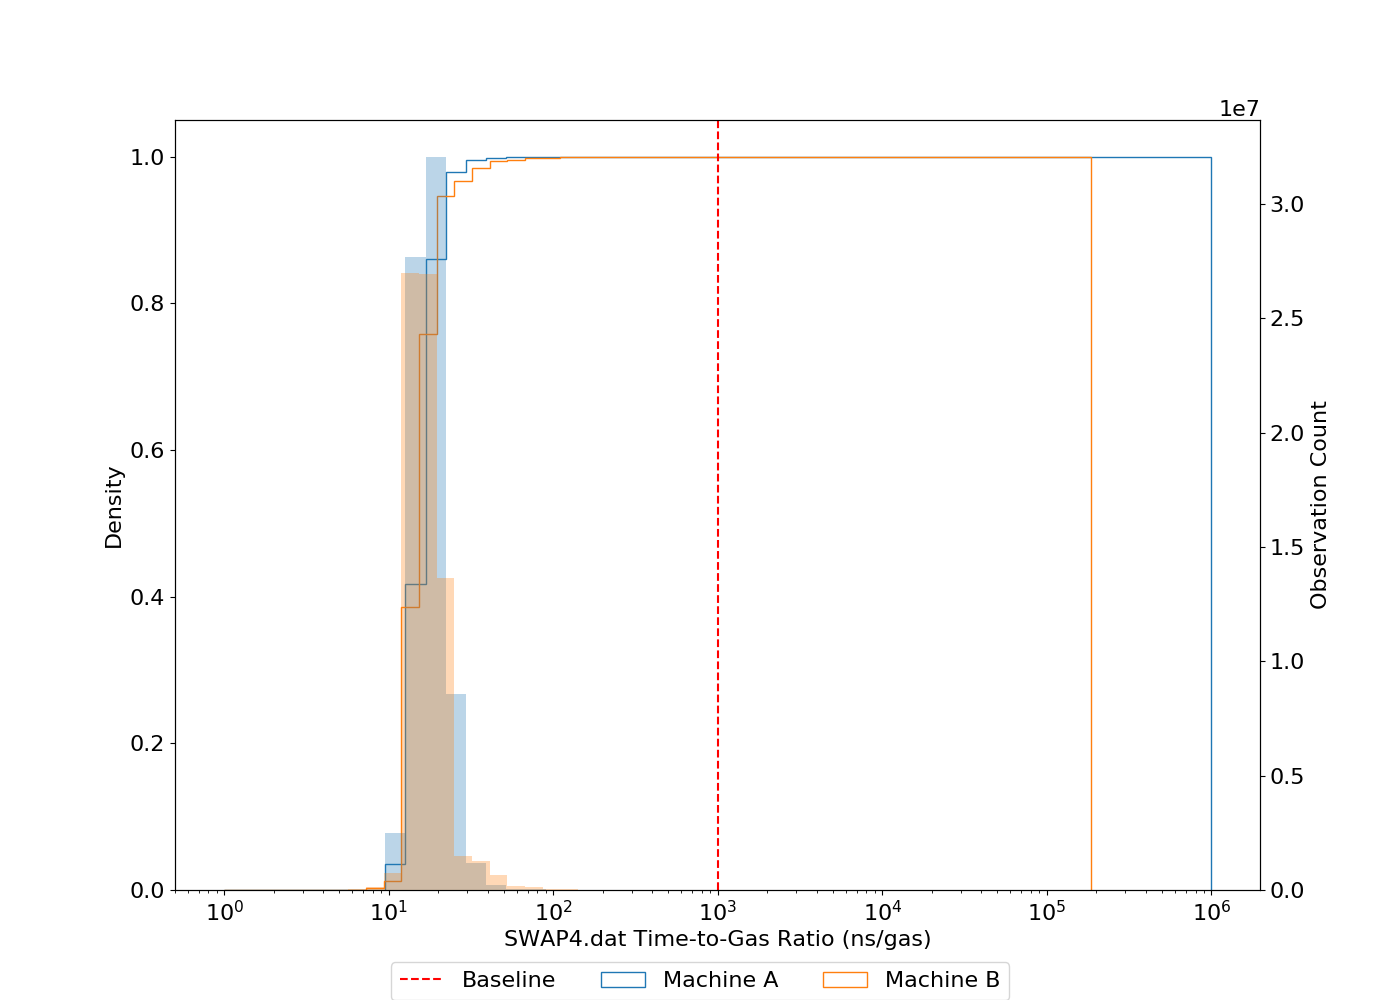 1e7
1.0
0.8
0.6
0.4
0.2
0.0
Density
3.0
2.5
2.0
1.5
1.0
0.5
0.0
Observation Count
10⁰ 10¹ 10² 10³ 10⁴ 10⁵ 10⁶
SWAP4.dat Time-to-Gas Ratio (ns/gas)
Baseline Machine A Machine B